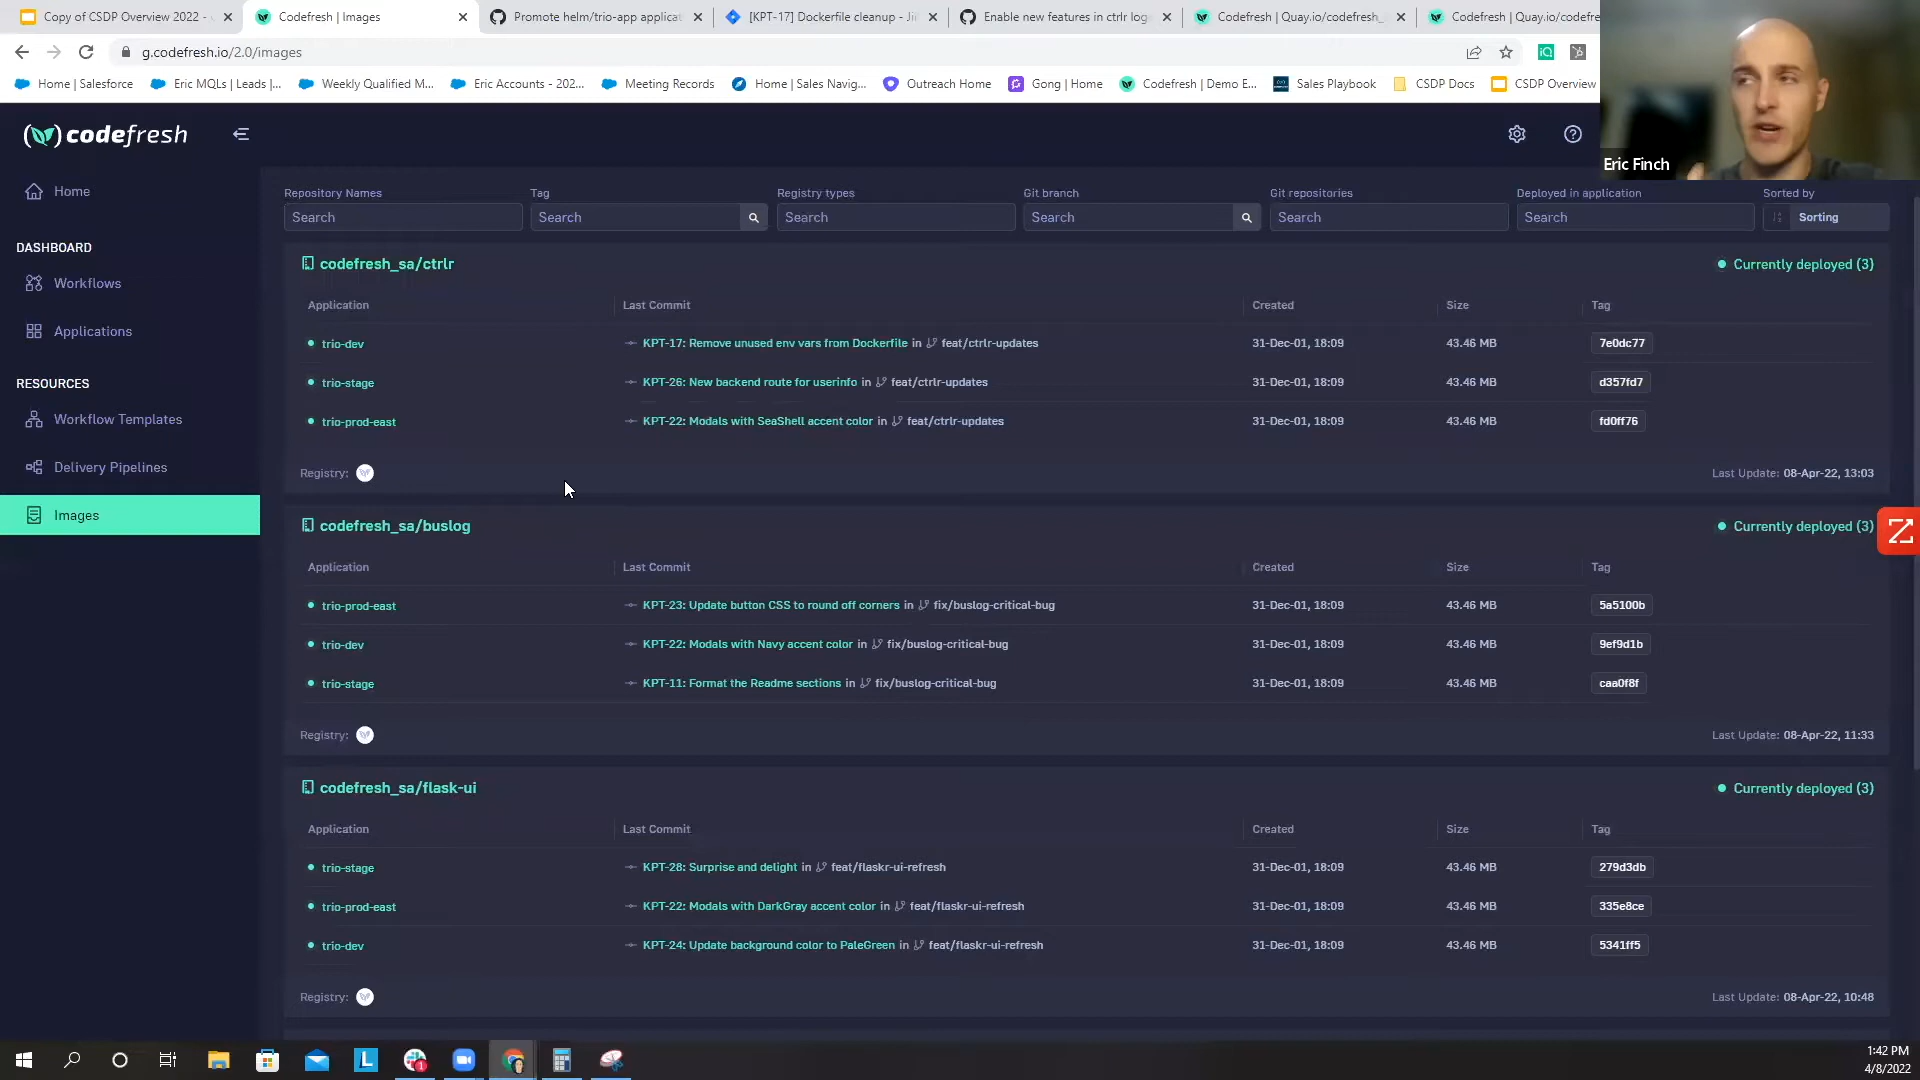 Copy of CSDP Overview 2022 -
Codefresh | Images
Promote helm/trio-app applicat
[KPT-17] Dockerfile cleanup - Ji
Enable new features in ctrlr log
Codefresh | Quay.io/codefresh_
Codefresh | Quay.io/codefre
g.codefresh.io/2.0/images
Home | Salesforce
Eric MQLs | Leads |...
Weekly Qualified M...
Eric Accounts - 202...
Meeting Records
Home | Sales Navig...
Outreach Home
Gong | Home
Codefresh | Demo E...
Sales Playbook
CSDP Docs
CSDP Overview
codefresh
Eric Finch
Home
DASHBOARD
Workflows
Applications
RESOURCES
Workflow Templates
Delivery Pipelines
Images
Repository Names Tag Registry types Git branch Git repositories Deployed in application Sorted by
Search Search Search Search Search Search Sorting
codefresh_sa/ctrlr Currently deployed (3)
Application Last Commit Created Size Tag
trio-dev KPT-17: Remove unused env vars from Dockerfile in feat/ctrlr-updates 31-Dec-01, 18:09 43.46 MB 7e0dc77
trio-stage KPT-26: New backend route for userinfo in feat/ctrlr-updates 31-Dec-01, 18:09 43.46 MB d357fd7
trio-prod-east KPT-22: Modals with SeaShell accent color in feat/ctrlr-updates 31-Dec-01, 18:09 43.46 MB fd0ff76
Registry: Last Update: 08-Apr-22, 13:03
codefresh_sa/buslog Currently deployed (3)
Application Last Commit Created Size Tag
trio-prod-east KPT-23: Update button CSS to round off corners in fix/buslog-critical-bug 31-Dec-01, 18:09 43.46 MB 5a5100b
trio-dev KPT-22: Modals with Navy accent color in fix/buslog-critical-bug 31-Dec-01, 18:09 43.46 MB 9ef9d1b
trio-stage KPT-11: Format the Readme sections in fix/buslog-critical-bug 31-Dec-01, 18:09 43.46 MB caa0f8f
Registry: Last Update: 08-Apr-22, 11:33
codefresh_sa/flask-ui Currently deployed (3)
Application Last Commit Created Size Tag
trio-stage KPT-28: Surprise and delight in feat/flaskr-ui-refresh 31-Dec-01, 18:09 43.46 MB 279d3db
trio-prod-east KPT-22: Modals with DarkGray accent color in feat/flaskr-ui-refresh 31-Dec-01, 18:09 43.46 MB 335e8ce
trio-dev KPT-24: Update background color to PaleGreen in feat/flaskr-ui-refresh 31-Dec-01, 18:09 43.46 MB 5341ff5
Registry: Last Update: 08-Apr-22, 10:48
1:42 PM
4/8/2022